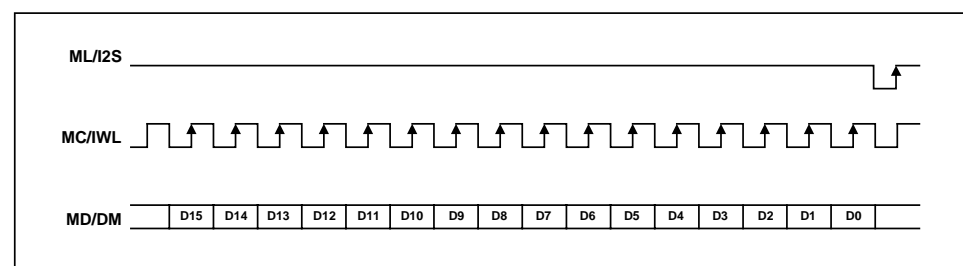 ML/I2S
MC/IWL
MD/DM D15 D14 D13 D12 D11 D10 D9 D8 D7 D6 D5 D4 D3 D2 D1 D0